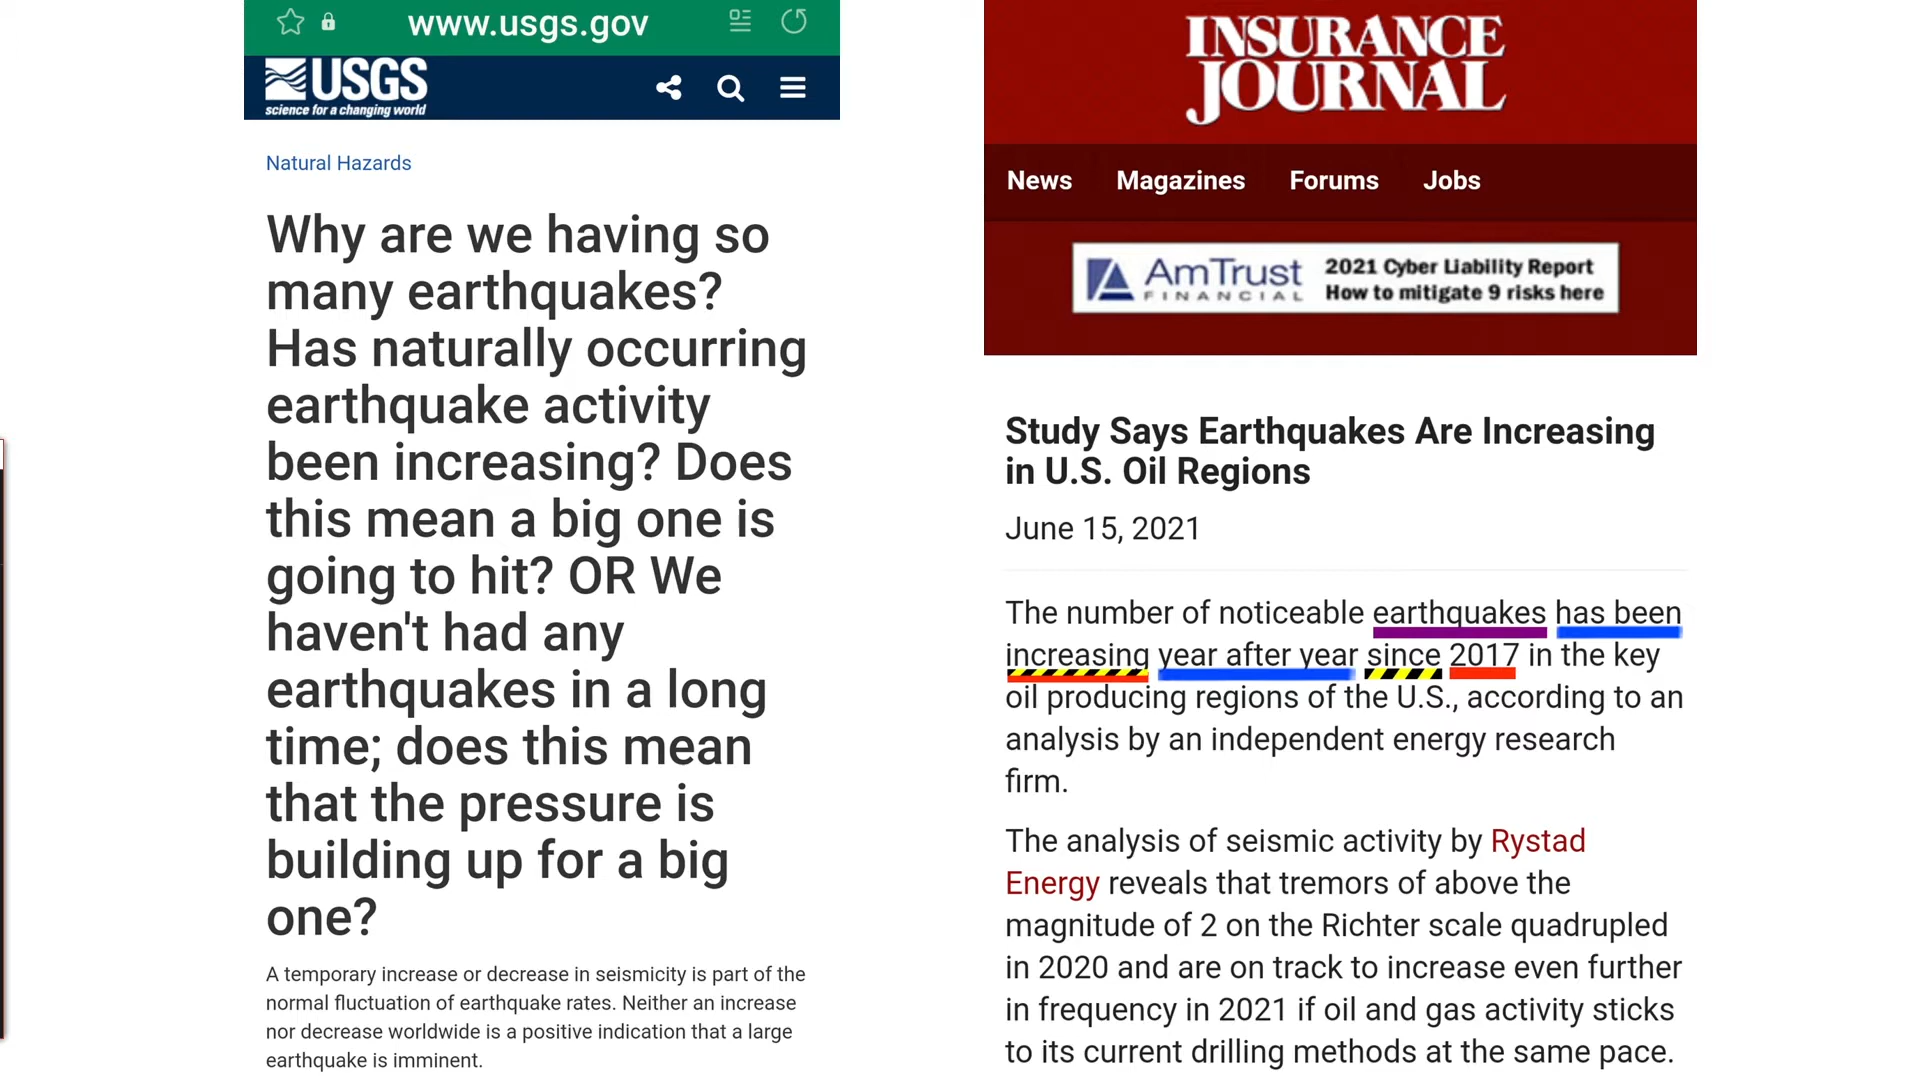 www.usgs.gov
USGS
science for a changing world
Natural Hazards
Why are we having so
many earthquakes?
Has naturally occurring
earthquake activity
been increasing? Does
this mean a big one is
going to hit? OR We
haven't had any
earthquakes in a long
time; does this mean
that the pressure is
building up for a big
one?
A temporary increase or decrease in seismicity is part of the
normal fluctuation of earthquake rates. Neither an increase
nor decrease worldwide is a positive indication that a large
earthquake is imminent.
INSURANCE
JOURNAL
News Magazines Forums Jobs
AmTrust
FINANCIAL
2021 Cyber Liability Report
How to mitigate 9 risks here
Study Says Earthquakes Are Increasing
in U.S. Oil Regions
June 15, 2021
The number of noticeable earthquakes has been
increasing year after year since 2017 in the key
oil producing regions of the U.S., according to an
analysis by an independent energy research
firm.
The analysis of seismic activity by Rystad
Energy reveals that tremors of above the
magnitude of 2 on the Richter scale quadrupled
in 2020 and are on track to increase even further
in frequency in 2021 if oil and gas activity sticks
to its current drilling methods at the same pace.